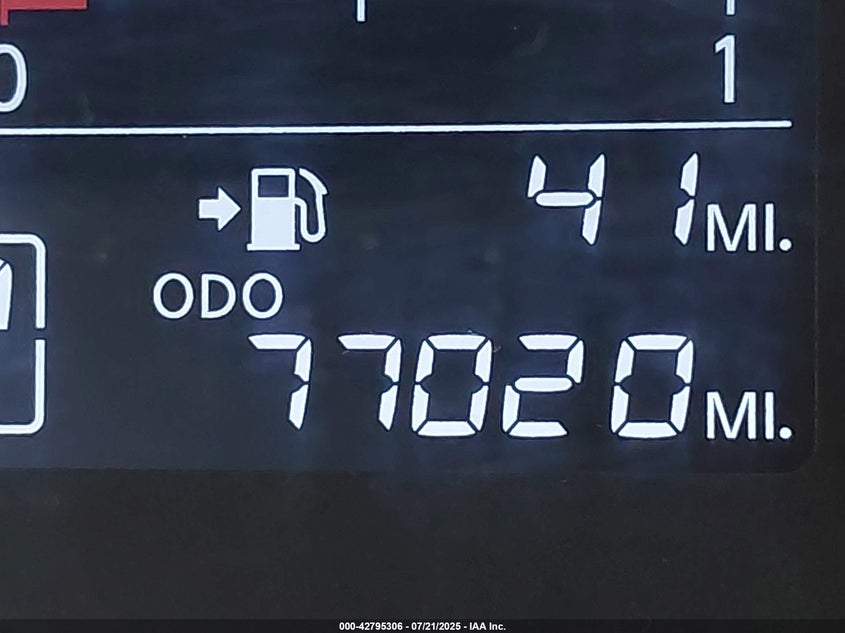 0 1
41 MI.
ODO
77020 MI.
000-42795306 - 07/21/2025 - IAA Inc.